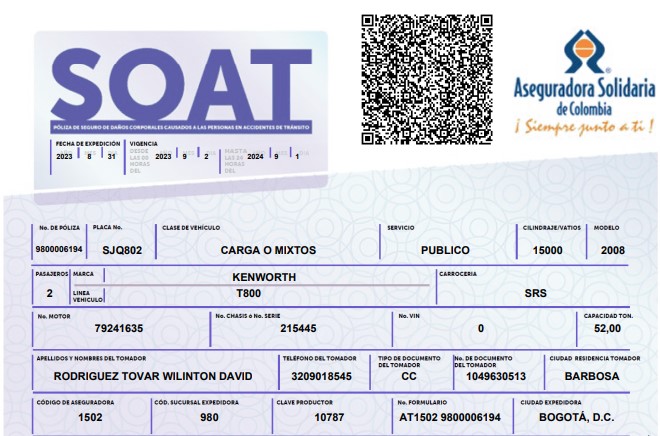 SOAT
PÓLIZA DE SEGURO DE DAÑOS CORPORALES CAUSADOS A LAS PERSONAS EN ACCIDENTES DE TRÁNSITO
FECHA DE EXPEDICIÓN VIGENCIA
2023 8 31 DESDE LAS 00 HORAS DEL 2023 9 2 HASTA LAS 24 HORAS DEL 2024 9 1
Aseguradora Solidaria
de Colombia
¡ Siempre junto a ti !
No. DE PÓLIZA PLACA No. CLASE DE VEHÍCULO SERVICIO CILINDRAJE/VATIOS MODELO
9800006194 SJQ802 CARGA O MIXTOS PUBLICO 15000 2008
PASAJEROS MARCA KENWORTH CARROCERIA
2 LINEA VEHÍCULO T800 SRS
No. MOTOR No. CHASIS ó No. SERIE No. VIN CAPACIDAD TON.
79241635 215445 0 52,00
APELLIDOS Y NOMBRES DEL TOMADOR TELÉFONO DEL TOMADOR TIPO DE DOCUMENTO DEL TOMADOR No. DE DOCUMENTO DEL TOMADOR CIUDAD RESIDENCIA TOMADOR
RODRIGUEZ TOVAR WILINTON DAVID 3209018545 CC 1049630513 BARBOSA
CÓDIGO DE ASEGURADORA CÓD. SUCURSAL EXPEDIDORA CLAVE PRODUCTOR No. FORMULARIO CIUDAD EXPEDIDORA
1502 980 10787 AT1502 9800006194 BOGOTÁ, D.C.